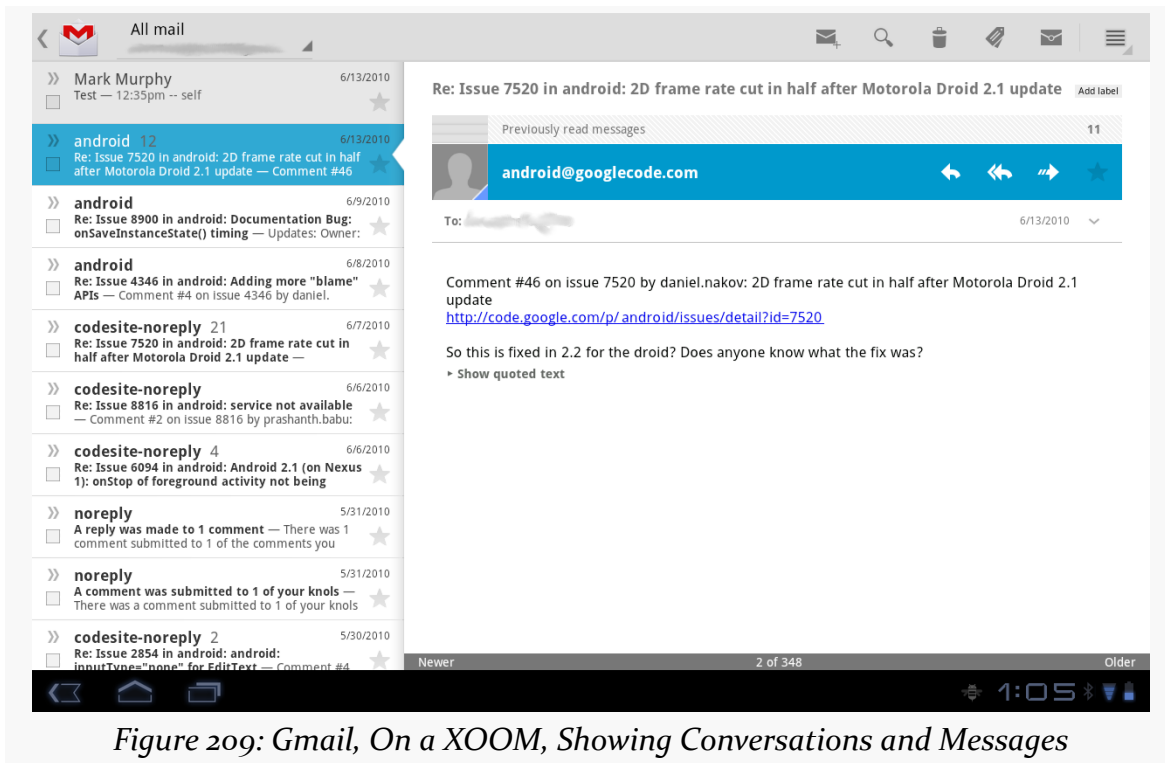 All mail
Mark Murphy 6/13/2010
Test — 12:35pm -- self
android 12 6/13/2010
Re: Issue 7520 in android: 2D frame rate cut in half
after Motorola Droid 2.1 update — Comment #46
android 6/9/2010
Re: Issue 8900 in android: Documentation Bug:
onSaveInstanceState() timing — Updates: Owner:
android 6/8/2010
Re: Issue 4346 in android: Adding more "blame"
APIs — Comment #4 on issue 4346 by daniel.
codesite-noreply 21 6/7/2010
Re: Issue 7520 in android: 2D frame rate cut in
half after Motorola Droid 2.1 update —
codesite-noreply 6/6/2010
Re: Issue 8816 in android: service not available
— Comment #2 on issue 8816 by prashanth.babu:
codesite-noreply 4 6/6/2010
Re: Issue 6094 in android: Android 2.1 (on Nexus
1): onStop of foreground activity not being
noreply 5/31/2010
A reply was made to 1 comment — There was 1
comment submitted to 1 of the comments you
noreply 5/31/2010
A comment was submitted to 1 of your knols —
There was a comment submitted to 1 of your knols
codesite-noreply 2 5/30/2010
Re: Issue 2854 in android: android:
inputType="none" for EditText — Comment #4
Re: Issue 7520 in android: 2D frame rate cut in half after Motorola Droid 2.1 update Add label
Previously read messages 11
android@googlecode.com
To: 6/13/2010
Comment #46 on issue 7520 by daniel.nakov: 2D frame rate cut in half after Motorola Droid 2.1
update
http://code.google.com/p/android/issues/detail?id=7520
So this is fixed in 2.2 for the droid? Does anyone know what the fix was?
‣ Show quoted text
Newer 2 of 348 Older
1:05
Figure 209: Gmail, On a XOOM, Showing Conversations and Messages